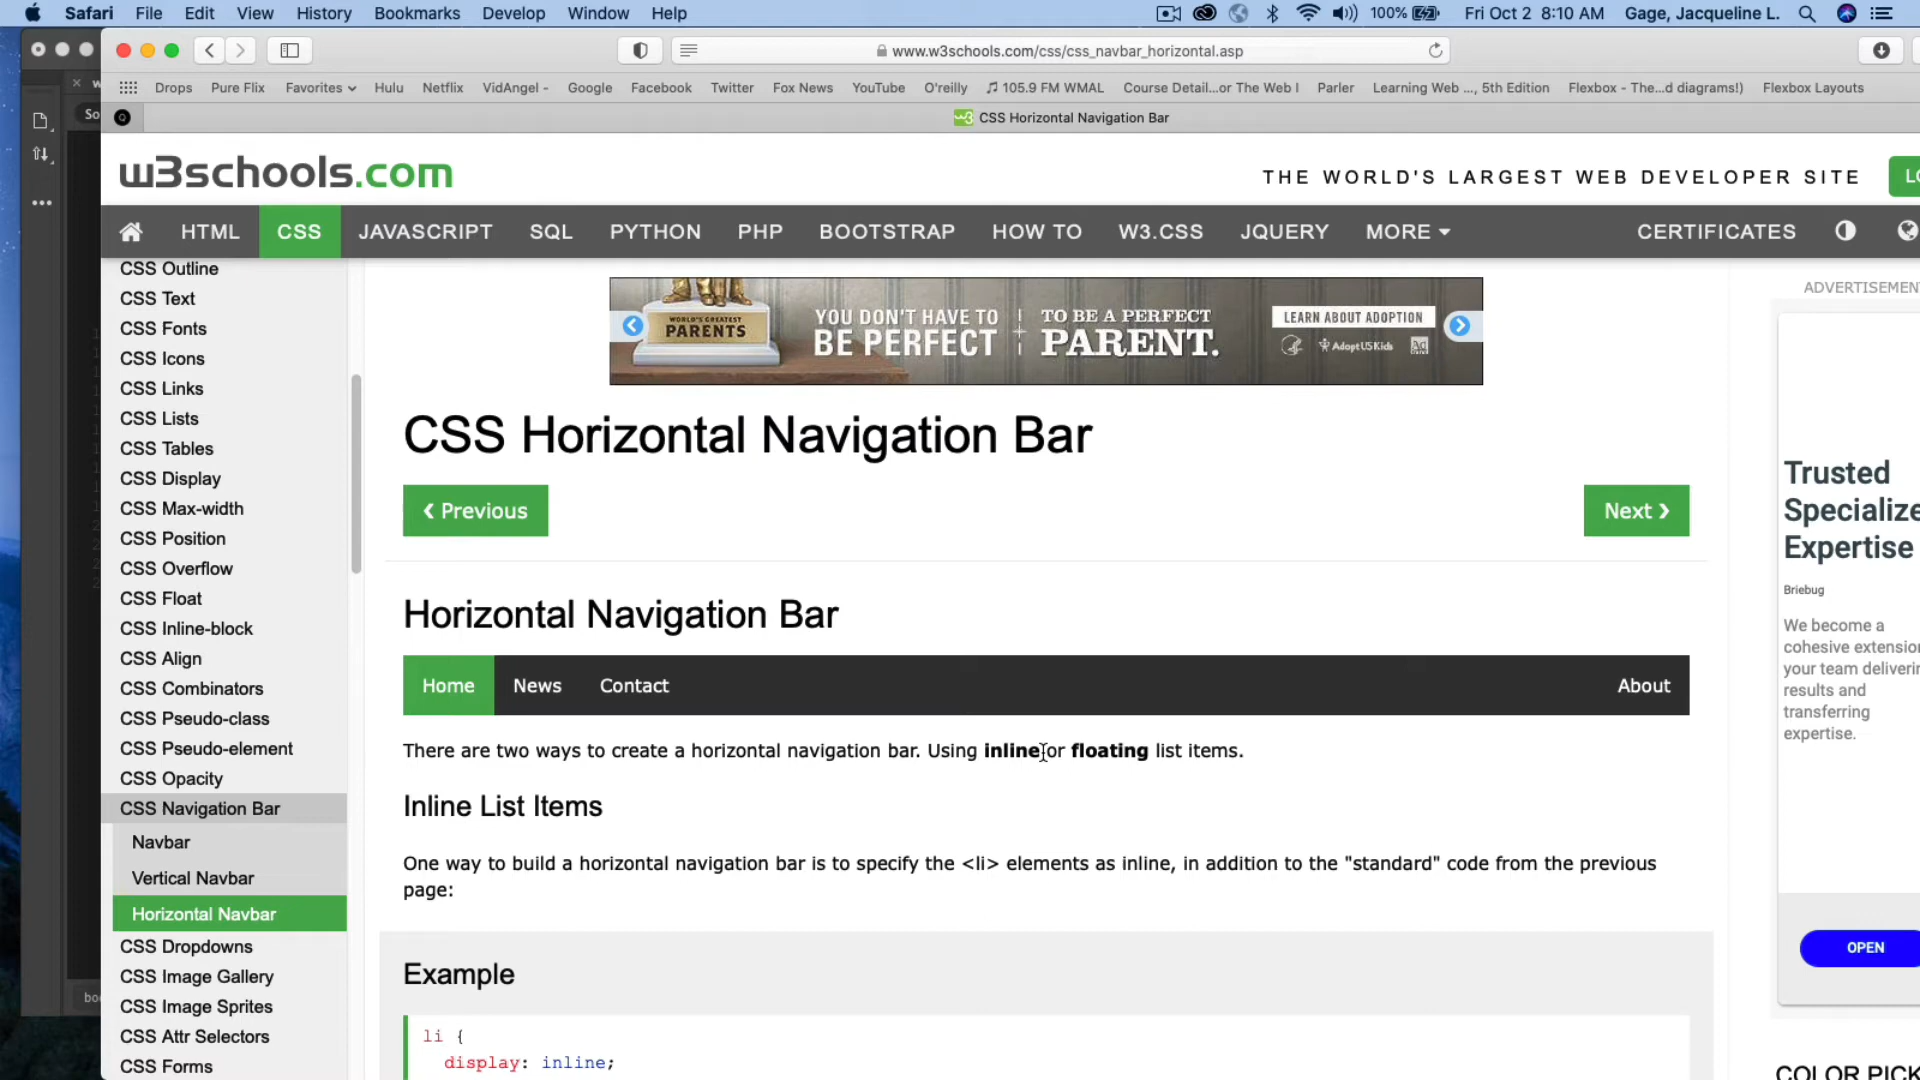 Safari File Edit View History Bookmarks Develop Window Help 100% Fri Oct 2 8:10 AM Gage, Jacqueline L.
www.w3schools.com/css/css_navbar_horizontal.asp
Drops Pure Flix Favorites Hulu Netflix VidAngel - Google Facebook Twitter Fox News YouTube O'reilly 105.9 FM WMAL Course Detail...or The Web I Parler Learning Web ..., 5th Edition Flexbox - The...d diagrams!) Flexbox Layouts
CSS Horizontal Navigation Bar
So
w3schools.com
THE WORLD'S LARGEST WEB DEVELOPER SITE
HTML CSS JAVASCRIPT SQL PYTHON PHP BOOTSTRAP HOW TO W3.CSS JQUERY MORE CERTIFICATES
CSS Outline
CSS Text
CSS Fonts
CSS Icons
CSS Links
CSS Lists
CSS Tables
CSS Display
CSS Max-width
CSS Position
CSS Overflow
CSS Float
CSS Inline-block
CSS Align
CSS Combinators
CSS Pseudo-class
CSS Pseudo-element
CSS Opacity
CSS Navigation Bar
Navbar
Vertical Navbar
Horizontal Navbar
CSS Dropdowns
CSS Image Gallery
CSS Image Sprites
CSS Attr Selectors
CSS Forms
WORLD'S GREATEST
PARENTS
YOU DON'T HAVE TO
BE PERFECT
TO BE A PERFECT
PARENT.
LEARN ABOUT ADOPTION
AdoptUSKids
CSS Horizontal Navigation Bar
❮ Previous
Next ❯
Horizontal Navigation Bar
Home News Contact About
There are two ways to create a horizontal navigation bar. Using inline or floating list items.
Inline List Items
One way to build a horizontal navigation bar is to specify the <li> elements as inline, in addition to the "standard" code from the previous
page:
Example
li {
display: inline;
ADVERTISEMEN
Trusted
Specialize
Expertise
Briebug
We become a
cohesive extension
your team deliverin
results and
transferring
expertise.
OPEN
COLOR PICK